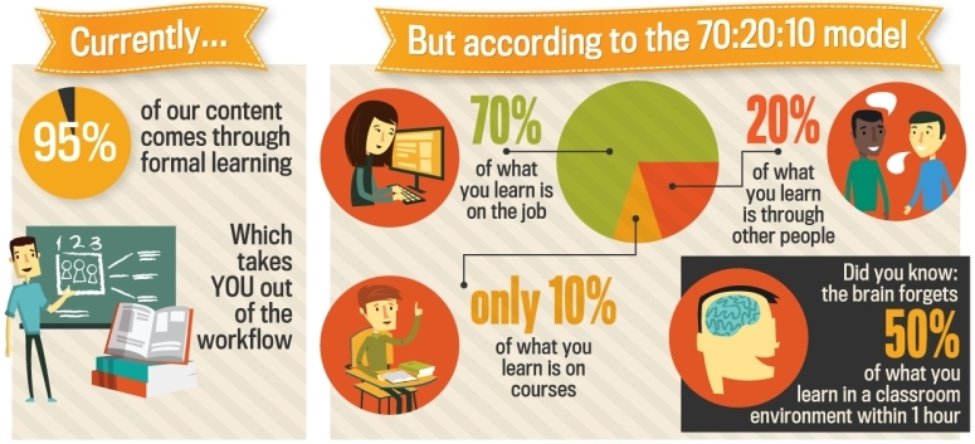 Currently...
95%
of our content
comes through
formal learning
1 2 3
Which
takes
YOU out
of the
workflow
But according to the 70:20:10 model
70%
of what
you learn is
on the job
20%
of what
you learn
is through
other people
only 10%
of what you
learn is on
courses
Did you know:
the brain forgets
50%
of what you
learn in a classroom
environment within 1 hour